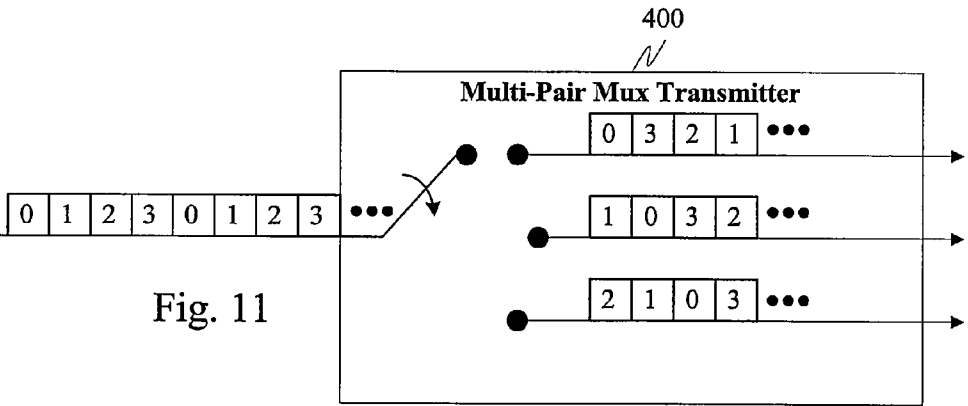 400
Multi-Pair Mux Transmitter
0 3 2 1 •••
0 1 2 3 0 1 2 3 •••
1 0 3 2 •••
2 1 0 3 •••
Fig. 11